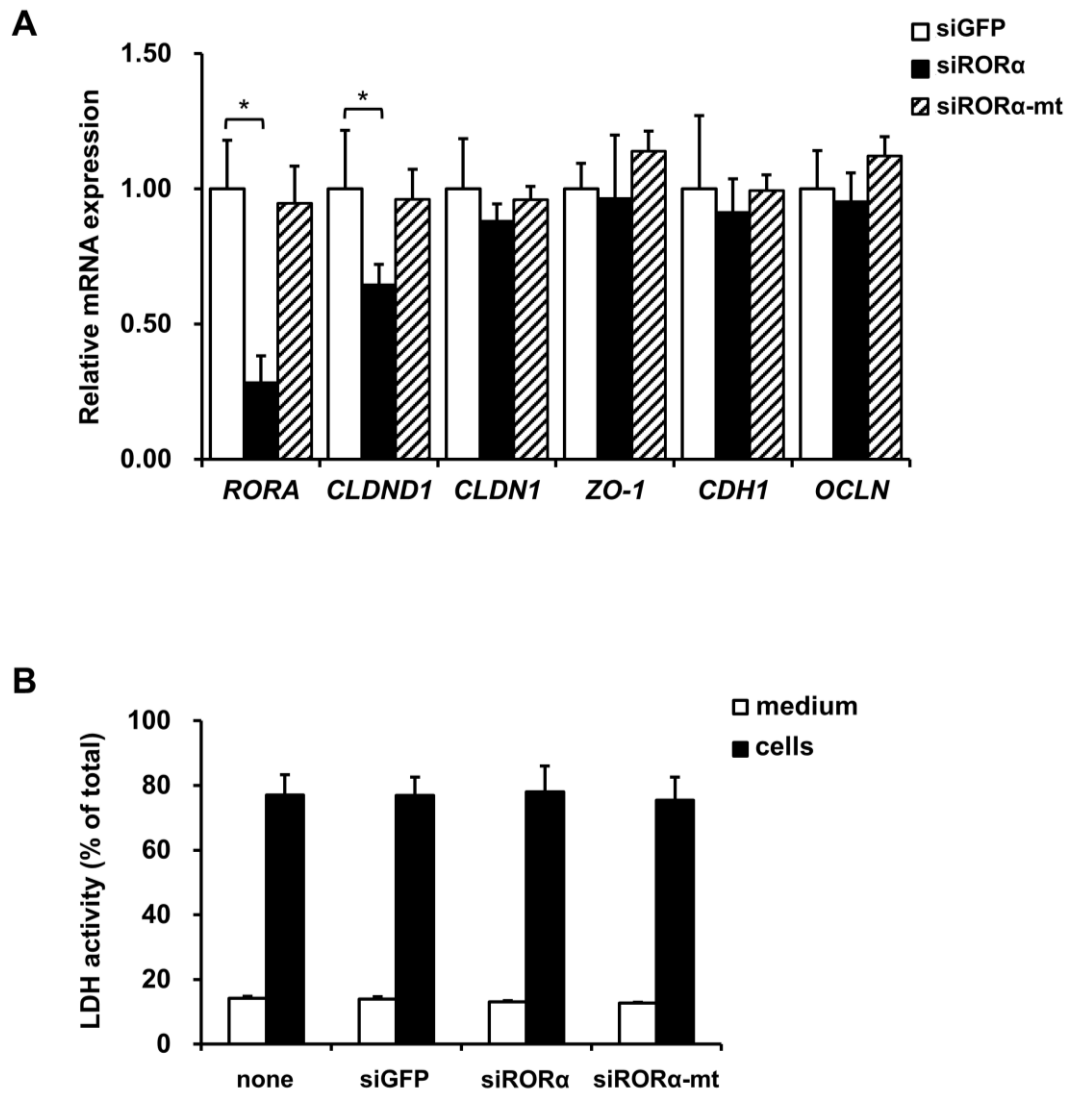 A
siGFP
siRORα
siRORα-mt
Relative mRNA expression
1.50
1.00
0.50
0.00
*
*
RORA CLDND1 CLDN1 ZO-1 CDH1 OCLN
B
medium
cells
LDH activity (% of total)
100
80
60
40
20
0
none siGFP siRORα siRORα-mt